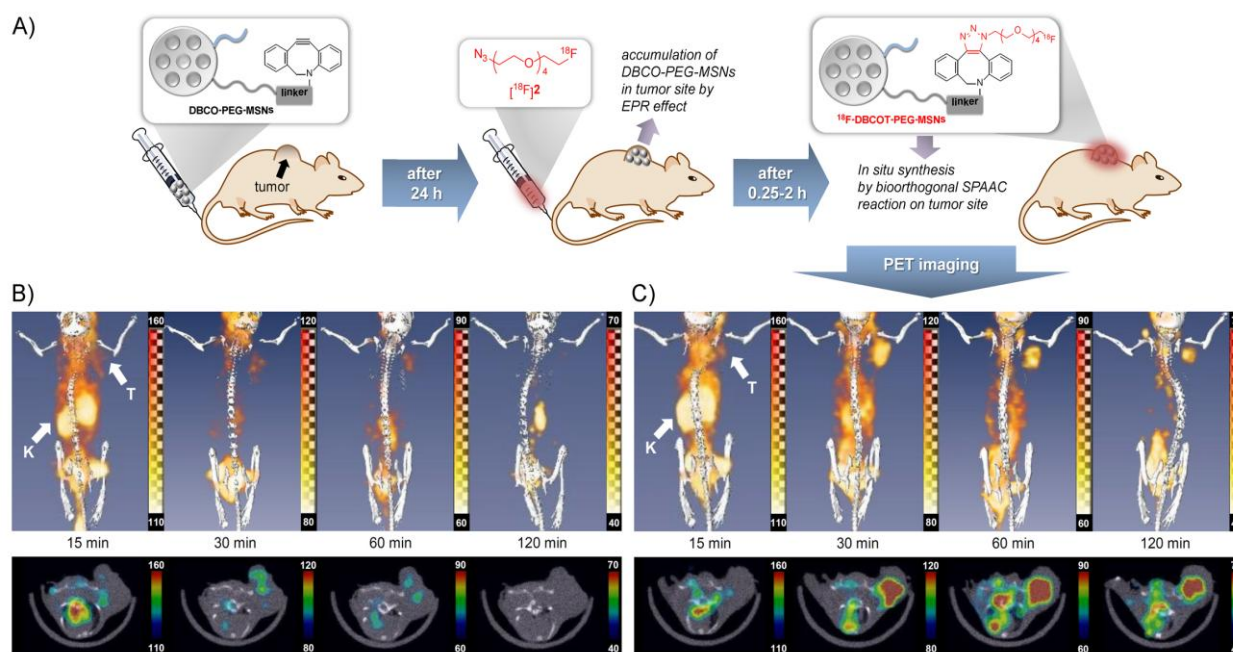 A)
DBCO-PEG-MSNs
linker
N
tumor
after
24 h
N3
O
4
18F
[18F]2
accumulation of
DBCO-PEG-MSNs
in tumor site by
EPR effect
after
0.25-2 h
N
N
N
O
4
18F
N
linker
18F-DBCOT-PEG-MSNs
In situ synthesis
by bioorthogonal SPAAC
reaction on tumor site
PET imaging
B)
160
120
90
70
T
K
110
80
60
40
15 min
30 min
60 min
120 min
160
120
90
70
110
80
60
40
C)
160
120
90
T
K
110
80
60
15 min
30 min
60 min
120 min
160
120
90
110
80
60